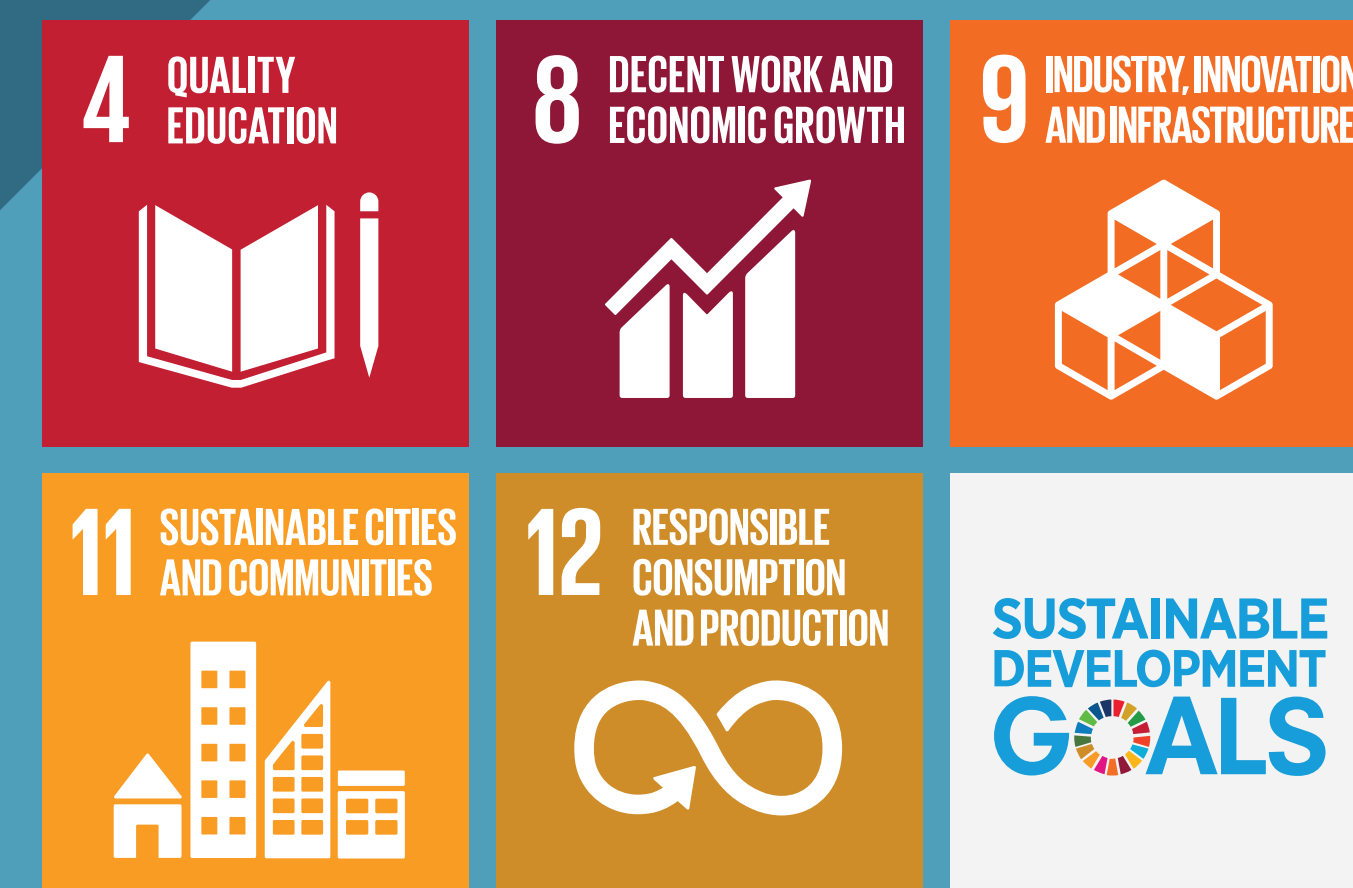 4 QUALITY
EDUCATION
8 DECENT WORK AND
ECONOMIC GROWTH
9 INDUSTRY, INNOVATION
AND INFRASTRUCTURE
11 SUSTAINABLE CITIES
AND COMMUNITIES
12 RESPONSIBLE
CONSUMPTION
AND PRODUCTION
SUSTAINABLE
DEVELOPMENT
GOALS